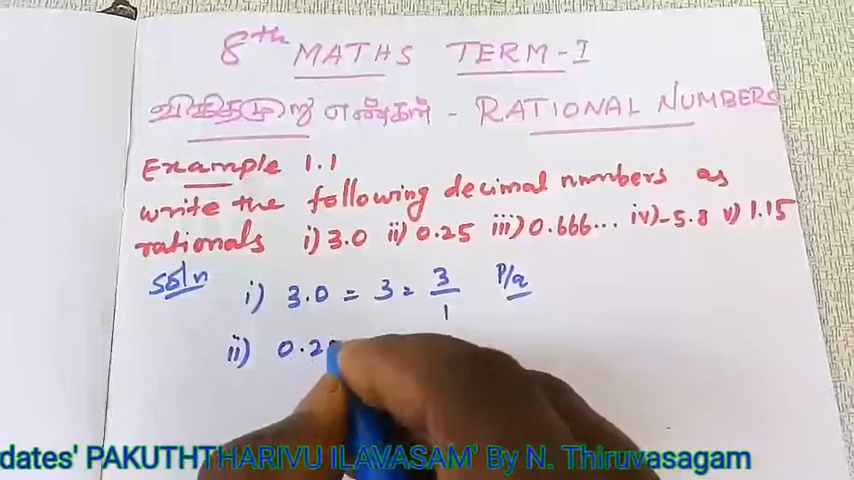 8th MATHS TERM-I
விகிதமுறு எண்கள் - RATIONAL NUMBERS
Example 1.1
write the following decimal numbers as
rationals i) 3.0 ii) 0.25 iii) 0.666... iv) -5.8 v) 1.15
Soln i) 3.0 = 3 = 3/1 P/q
ii) 0.2
dates' PAKUTHTHARIVU ILAVASAM' By N. Thiruvasagam